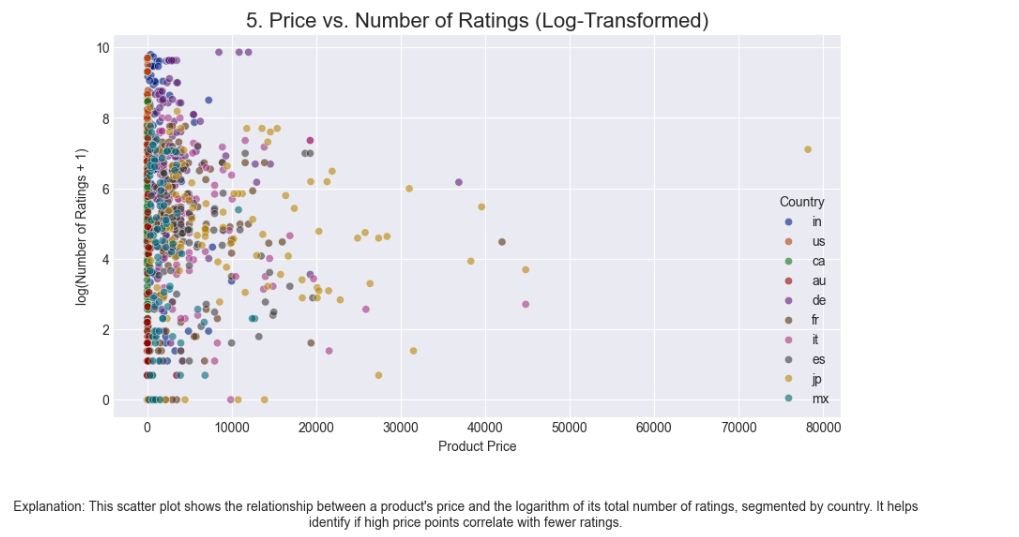 5. Price vs. Number of Ratings (Log-Transformed)
10
8
6
4
2
0
log(Number of Ratings + 1)
Country
in
us
ca
au
de
fr
it
es
jp
mx
0 10000 20000 30000 40000 50000 60000 70000 80000
Product Price
Explanation: This scatter plot shows the relationship between a product's price and the logarithm of its total number of ratings, segmented by country. It helps
identify if high price points correlate with fewer ratings.